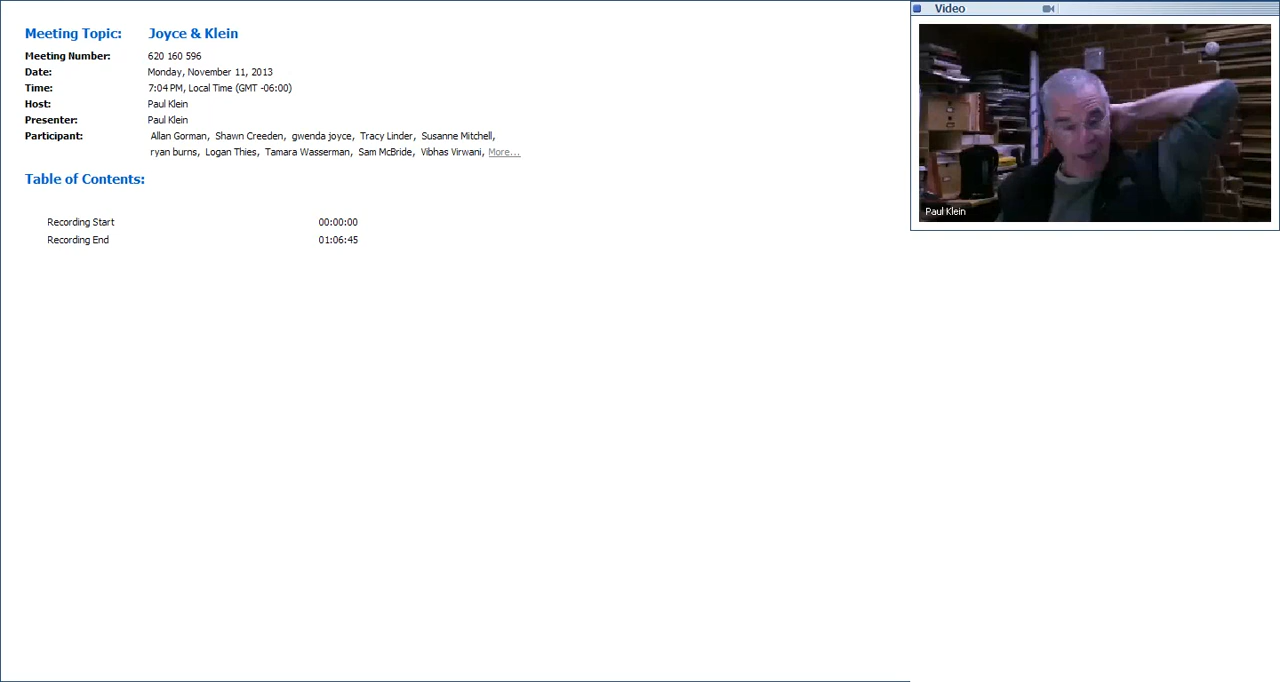 Meeting Topic: Joyce & Klein
Meeting Number: 620 160 596
Date: Monday, November 11, 2013
Time: 7:04 PM, Local Time (GMT -06:00)
Host: Paul Klein
Presenter: Paul Klein
Participant: Allan Gorman, Shawn Creeden, gwenda joyce, Tracy Linder, Susanne Mitchell,
ryan burns, Logan Thies, Tamara Wasserman, Sam McBride, Vibhas Virwani, More...
Table of Contents:
Recording Start 00:00:00
Recording End 01:06:45
Video
Paul Klein